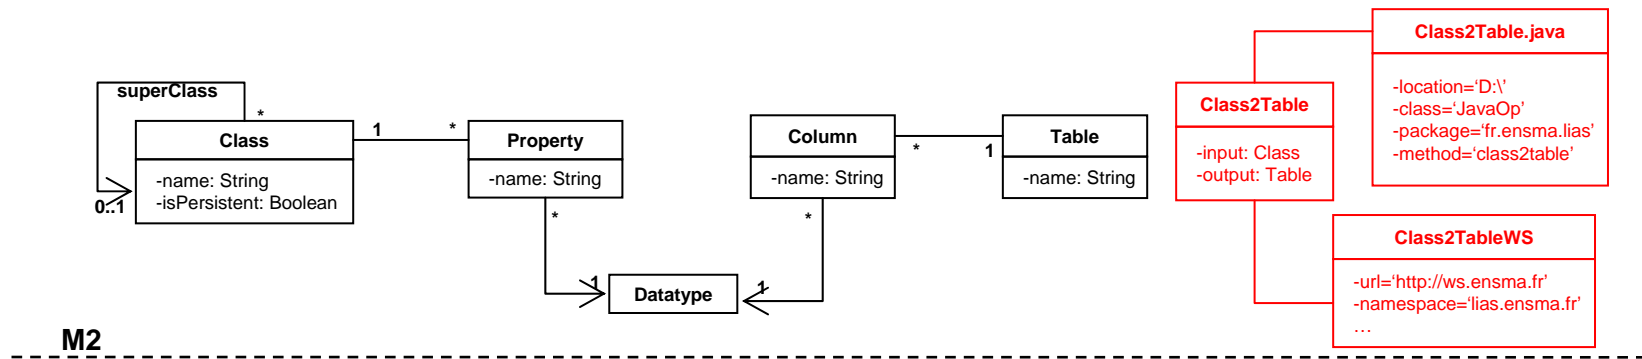 superClass
*
0..1
Class
-name: String
-isPersistent: Boolean
1
*
Property
-name: String
*
1
Datatype
1
*
Column
-name: String
*
1
Table
-name: String
Class2Table
-input: Class
-output: Table
Class2Table.java
-location=‘D:\’
-class=‘JavaOp’
-package=‘fr.ensma.lias’
-method=‘class2table’
Class2TableWS
-url=‘http://ws.ensma.fr’
-namespace=‘lias.ensma.fr’
…
M2